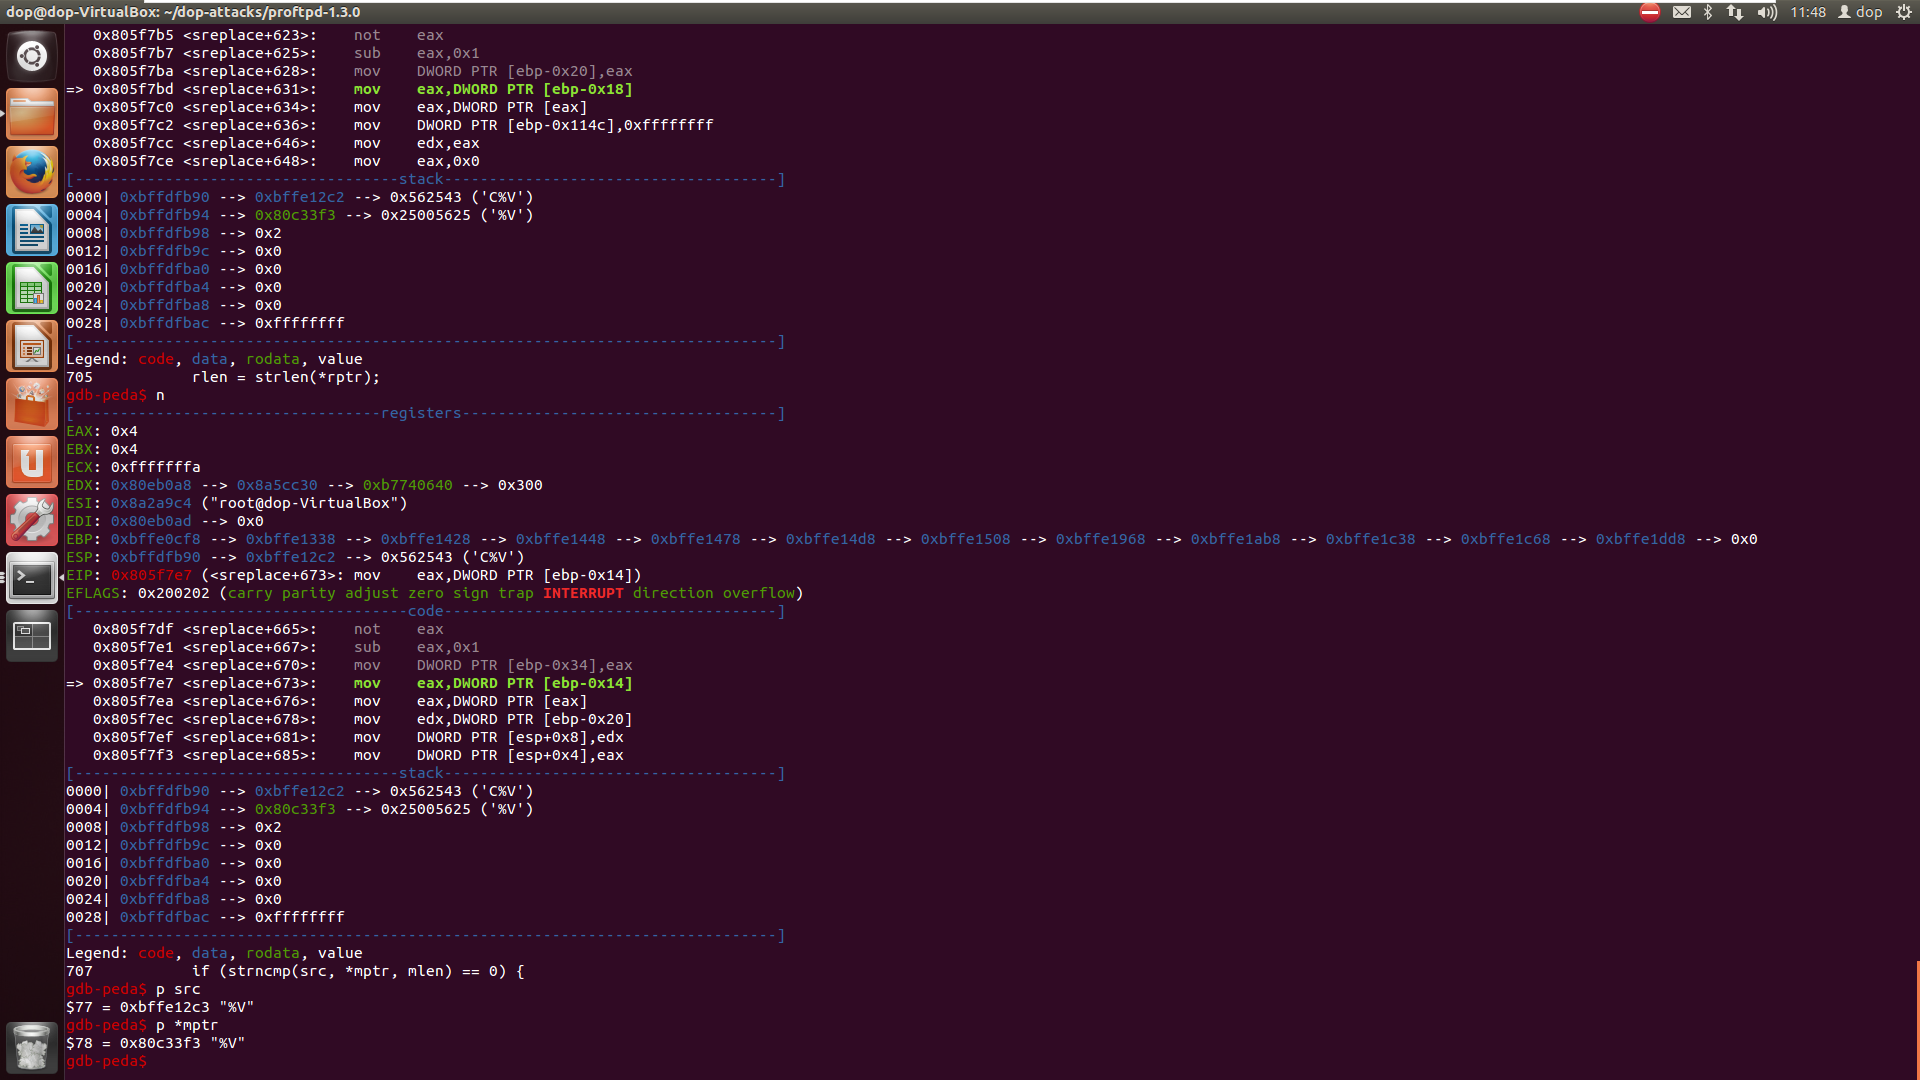 dop@dop-VirtualBox: ~/dop-attacks/proftpd-1.3.0
11:48 dop
0x805f7b5 <sreplace+623>: not eax
0x805f7b7 <sreplace+625>: sub eax,0x1
0x805f7ba <sreplace+628>: mov DWORD PTR [ebp-0x20],eax
=> 0x805f7bd <sreplace+631>: mov eax,DWORD PTR [ebp-0x18]
0x805f7c0 <sreplace+634>: mov eax,DWORD PTR [eax]
0x805f7c2 <sreplace+636>: mov DWORD PTR [ebp-0x114c],0xffffffff
0x805f7cc <sreplace+646>: mov edx,eax
0x805f7ce <sreplace+648>: mov eax,0x0
[------------------------------------stack-------------------------------------]
0000| 0xbffdfb90 --> 0xbffe12c2 --> 0x562543 ('C%V')
0004| 0xbffdfb94 --> 0x80c33f3 --> 0x25005625 ('%V')
0008| 0xbffdfb98 --> 0x2
0012| 0xbffdfb9c --> 0x0
0016| 0xbffdfba0 --> 0x0
0020| 0xbffdfba4 --> 0x0
0024| 0xbffdfba8 --> 0x0
0028| 0xbffdfbac --> 0xffffffff
[------------------------------------------------------------------------------]
Legend: code, data, rodata, value
705 rlen = strlen(*rptr);
gdb-peda$ n
[----------------------------------registers-----------------------------------]
EAX: 0x4
EBX: 0x4
ECX: 0xfffffffa
EDX: 0x80eb0a8 --> 0x8a5cc30 --> 0xb7740640 --> 0x300
ESI: 0x8a2a9c4 ("root@dop-VirtualBox")
EDI: 0x80eb0ad --> 0x0
EBP: 0xbffe0cf8 --> 0xbffe1338 --> 0xbffe1428 --> 0xbffe1448 --> 0xbffe1478 --> 0xbffe14d8 --> 0xbffe1508 --> 0xbffe1968 --> 0xbffe1ab8 --> 0xbffe1c38 --> 0xbffe1c68 --> 0xbffe1dd8 --> 0x0
ESP: 0xbffdfb90 --> 0xbffe12c2 --> 0x562543 ('C%V')
EIP: 0x805f7e7 (<sreplace+673>: mov eax,DWORD PTR [ebp-0x14])
EFLAGS: 0x200202 (carry parity adjust zero sign trap INTERRUPT direction overflow)
[-------------------------------------code-------------------------------------]
0x805f7df <sreplace+665>: not eax
0x805f7e1 <sreplace+667>: sub eax,0x1
0x805f7e4 <sreplace+670>: mov DWORD PTR [ebp-0x34],eax
=> 0x805f7e7 <sreplace+673>: mov eax,DWORD PTR [ebp-0x14]
0x805f7ea <sreplace+676>: mov eax,DWORD PTR [eax]
0x805f7ec <sreplace+678>: mov edx,DWORD PTR [ebp-0x20]
0x805f7ef <sreplace+681>: mov DWORD PTR [esp+0x8],edx
0x805f7f3 <sreplace+685>: mov DWORD PTR [esp+0x4],eax
[------------------------------------stack-------------------------------------]
0000| 0xbffdfb90 --> 0xbffe12c2 --> 0x562543 ('C%V')
0004| 0xbffdfb94 --> 0x80c33f3 --> 0x25005625 ('%V')
0008| 0xbffdfb98 --> 0x2
0012| 0xbffdfb9c --> 0x0
0016| 0xbffdfba0 --> 0x0
0020| 0xbffdfba4 --> 0x0
0024| 0xbffdfba8 --> 0x0
0028| 0xbffdfbac --> 0xffffffff
[------------------------------------------------------------------------------]
Legend: code, data, rodata, value
707 if (strncmp(src, *mptr, mlen) == 0) {
gdb-peda$ p src
$77 = 0xbffe12c3 "%V"
gdb-peda$ p *mptr
$78 = 0x80c33f3 "%V"
gdb-peda$